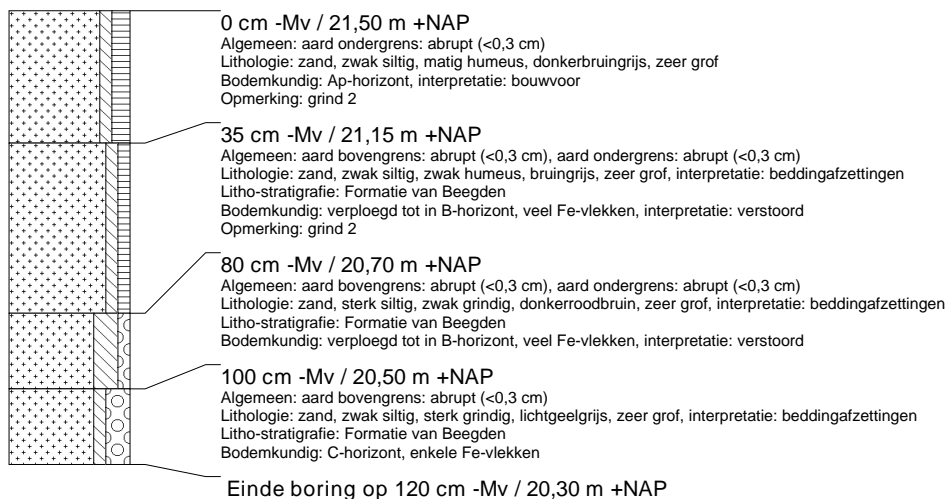 0 cm -Mv / 21,50 m +NAP
Algemeen: aard ondergrens: abrupt (<0,3 cm)
Lithologie: zand, zwak siltig, matig humeus, donkerbruingrijs, zeer grof
Bodemkundig: Ap-horizont, interpretatie: bouwvoor
Opmerking: grind 2
35 cm -Mv / 21,15 m +NAP
Algemeen: aard bovengrens: abrupt (<0,3 cm), aard ondergrens: abrupt (<0,3 cm)
Lithologie: zand, zwak siltig, zwak humeus, bruingrijs, zeer grof, interpretatie: beddingafzettingen
Litho-stratigrafie: Formatie van Beegden
Bodemkundig: verploegd tot in B-horizont, veel Fe-vlekken, interpretatie: verstoord
Opmerking: grind 2
80 cm -Mv / 20,70 m +NAP
Algemeen: aard bovengrens: abrupt (<0,3 cm), aard ondergrens: abrupt (<0,3 cm)
Lithologie: zand, sterk siltig, zwak grindig, donkerroodbruin, zeer grof, interpretatie: beddingafzettingen
Litho-stratigrafie: Formatie van Beegden
Bodemkundig: verploegd tot in B-horizont, veel Fe-vlekken, interpretatie: verstoord
100 cm -Mv / 20,50 m +NAP
Algemeen: aard bovengrens: abrupt (<0,3 cm)
Lithologie: zand, zwak siltig, sterk grindig, lichtgeelgrijs, zeer grof, interpretatie: beddingafzettingen
Litho-stratigrafie: Formatie van Beegden
Bodemkundig: C-horizont, enkele Fe-vlekken
Einde boring op 120 cm -Mv / 20,30 m +NAP